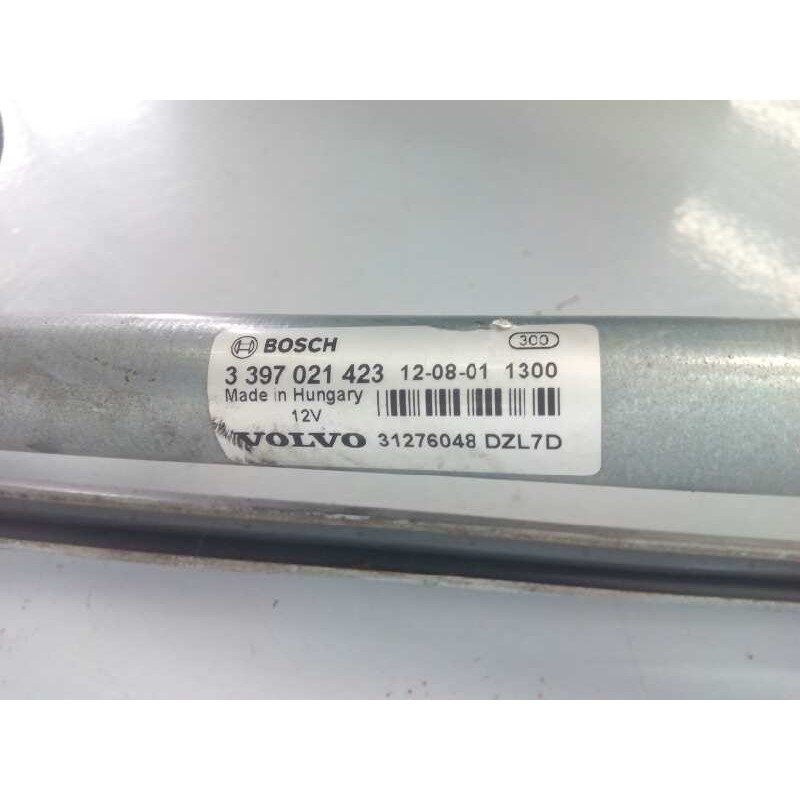 BOSCH 300
3 397 021 423 12-08-01 1300
Made in Hungary
12V
VOLVO 31276048 DZL7D